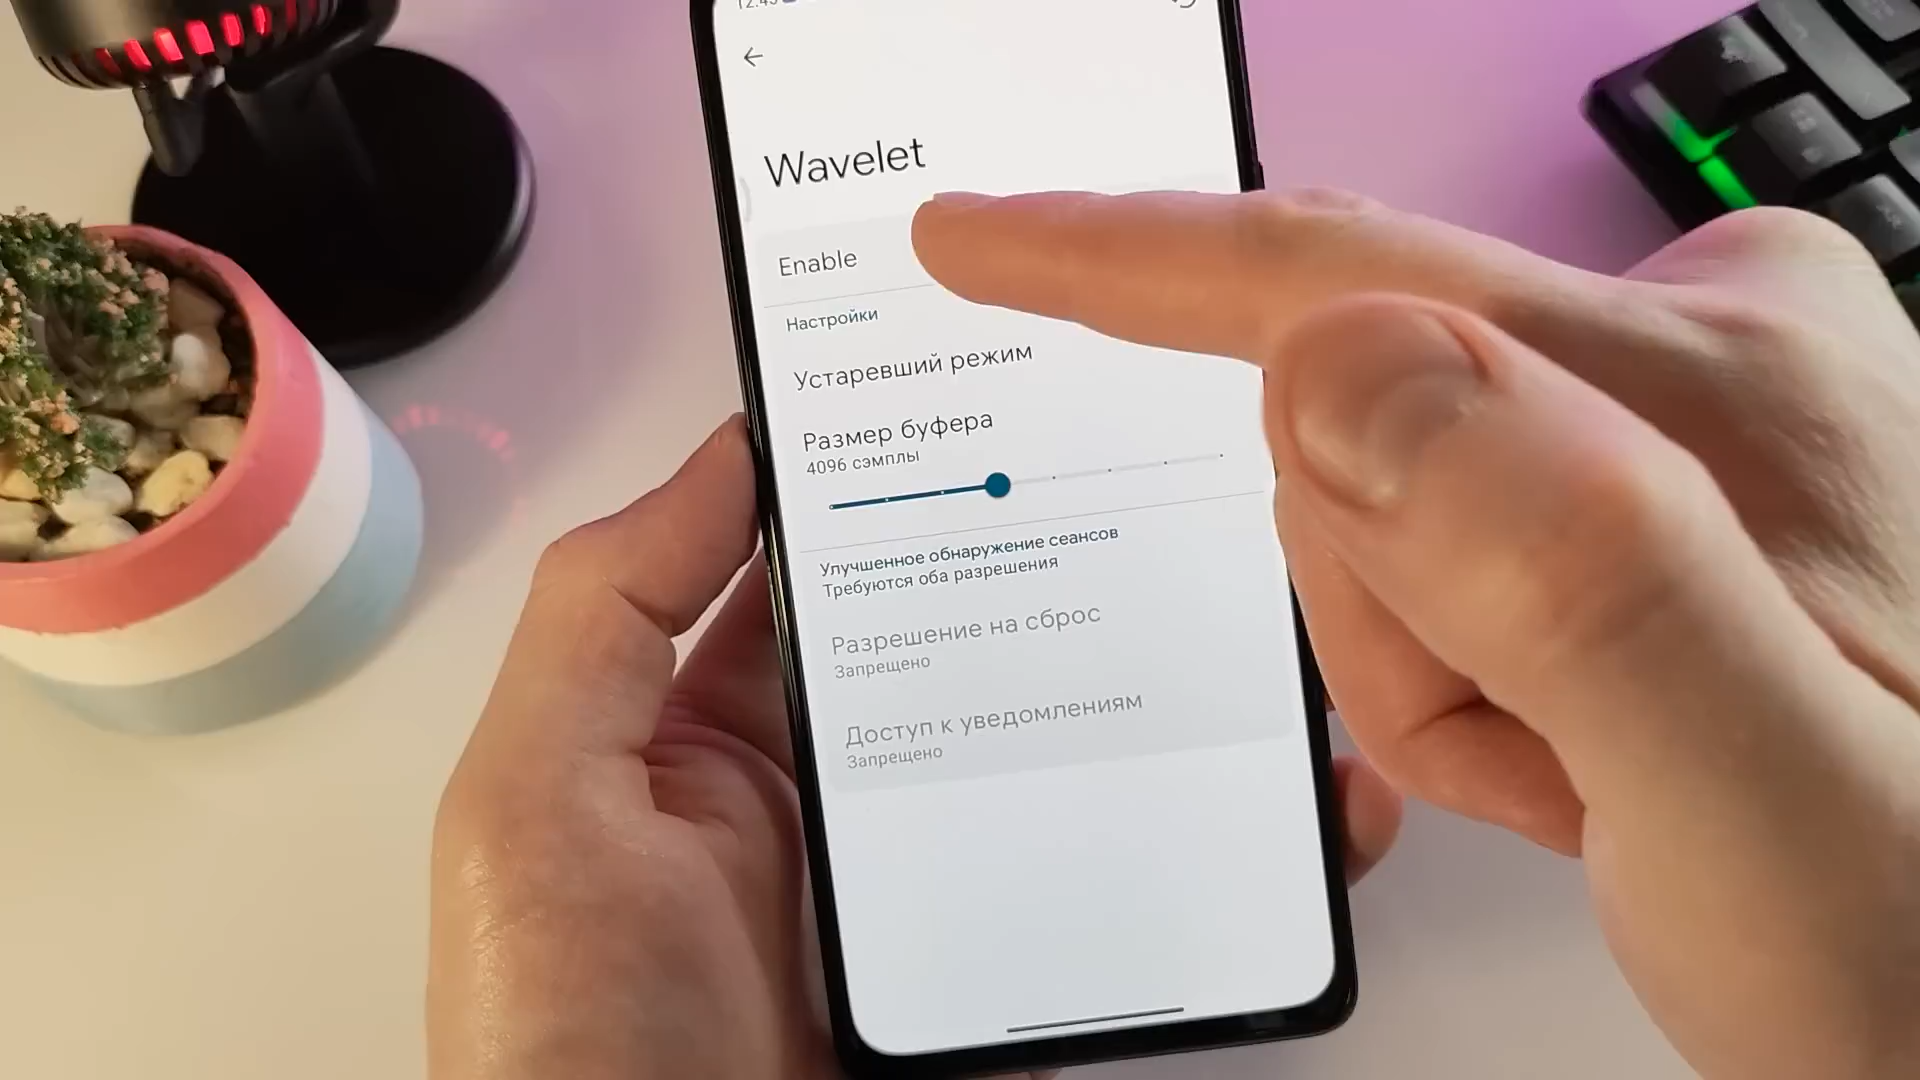 Wavelet
Enable
Настройки
Устаревший режим
Размер буфера
4096 сэмплы
Улучшенное обнаружение сеансов
Требуются оба разрешения
Разрешение на сброс
Запрещено
Доступ к уведомлениям
Запрещено